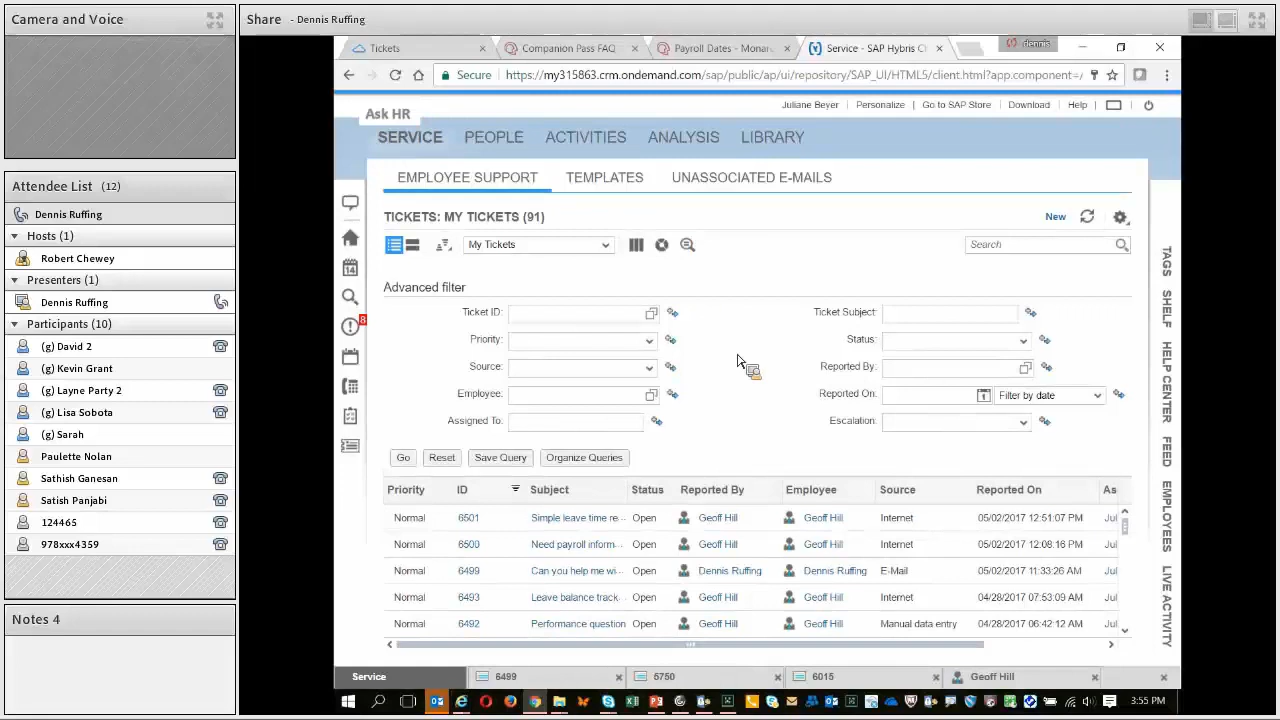 Camera and Voice
Share - Dennis Ruffing
Attendee List (12)
Dennis Ruffing
Hosts (1)
Robert Chewey
Presenters (1)
Dennis Ruffing
Participants (10)
(g) David 2
(g) Kevin Grant
(g) Layne Party 2
(g) Lisa Sobota
(g) Sarah
Paulette Nolan
Sathish Ganesan
Satish Panjabi
124465
978xxx4359
Notes 4
Tickets
Companion Pass FAQ
Payroll Dates - Monar
Service - SAP Hybris C
dennis
Secure
https://my315863.crm.ondemand.com/sap/public/ap/ui/repository/SAP_UI/HTML5/client.html?app.component=/
Juliane Beyer | Personalize | Go to SAP Store | Download | Help
Ask HR
SERVICE PEOPLE ACTIVITIES ANALYSIS LIBRARY
EMPLOYEE SUPPORT TEMPLATES UNASSOCIATED E-MAILS
TICKETS: MY TICKETS (91)
New
My Tickets
Search
14
8
Advanced filter
Ticket ID: Ticket Subject:
Priority: Status:
Source: Reported By:
Employee: Reported On: Filter by date
Assigned To: Escalation:
Go Reset Save Query Organize Queries
Priority ID Subject Status Reported By Employee Source Reported On As
Normal 6501 Simple leave time re... Open Geoff Hill Geoff Hill Internet 05/02/2017 12:51:07 PM Jul
Normal 6500 Need payroll inform... Open Geoff Hill Geoff Hill Internet 05/02/2017 12:08:16 PM Jul
Normal 6499 Can you help me wi... Open Dennis Ruffing Dennis Ruffing E-Mail 05/02/2017 11:33:26 AM Jul
Normal 6493 Leave balance track... Open Geoff Hill Geoff Hill Internet 04/28/2017 07:53:09 AM Jul
Normal 6492 Performance question Open Geoff Hill Geoff Hill Manual data entry 04/28/2017 06:42:12 AM Jul
TAGS
SHELF
HELP CENTER
FEED
EMPLOYEES
LIVE ACTIVITY
Service 6499 5750 6015 Geoff Hill
3:55 PM